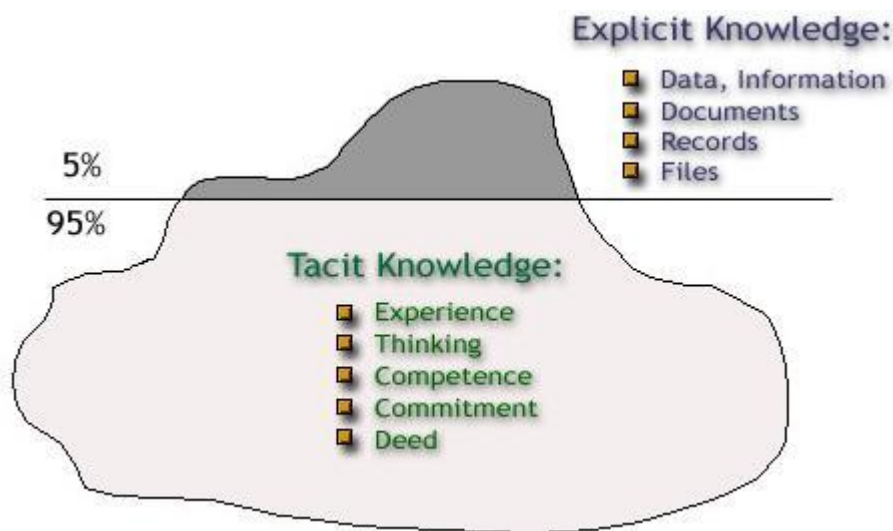 Explicit Knowledge:
Data, Information
Documents
Records
Files
5%
95%
Tacit Knowledge:
Experience
Thinking
Competence
Commitment
Deed